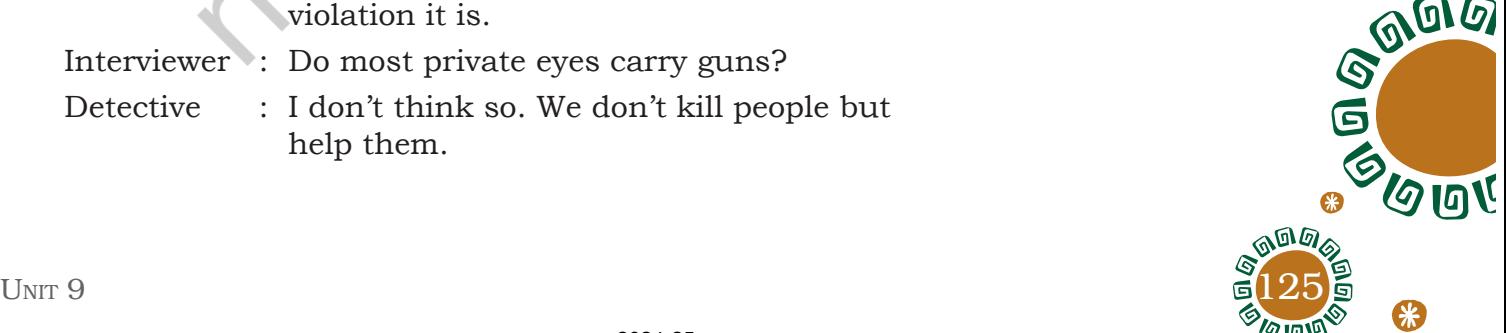 violation it is.
Interviewer : Do most private eyes carry guns?
Detective : I don’t think so. We don’t kill people but
help them.
UNIT 9
125